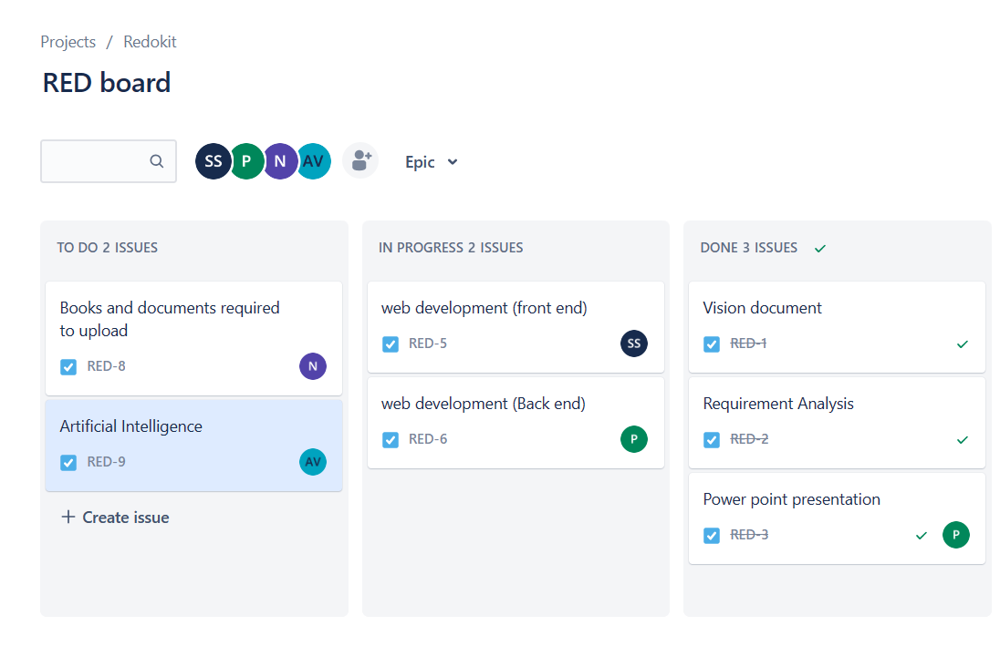 Projects / Redokit
RED board
SS P N AV
Epic
TO DO 2 ISSUES
Books and documents required
to upload
RED-8
N
Artificial Intelligence
RED-9
AV
Create issue
IN PROGRESS 2 ISSUES
web development (front end)
RED-5
SS
web development (Back end)
RED-6
P
DONE 3 ISSUES
Vision document
RED-1
Requirement Analysis
RED-2
Power point presentation
RED-3
P